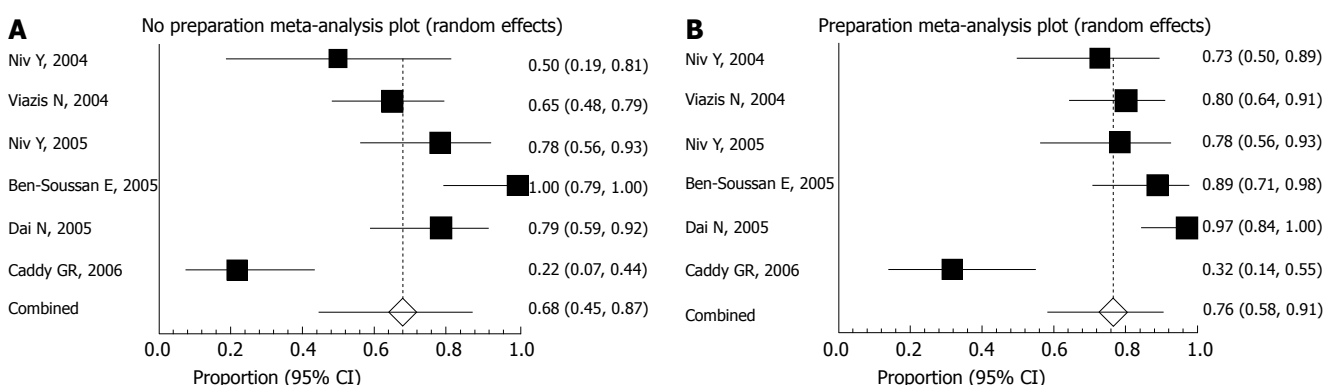 A
No preparation meta-analysis plot (random effects)
Niv Y, 2004
0.50 (0.19, 0.81)
Viazis N, 2004
0.65 (0.48, 0.79)
Niv Y, 2005
0.78 (0.56, 0.93)
Ben-Soussan E, 2005
1.00 (0.79, 1.00)
Dai N, 2005
0.79 (0.59, 0.92)
Caddy GR, 2006
0.22 (0.07, 0.44)
Combined
0.68 (0.45, 0.87)
0.0 0.2 0.4 0.6 0.8 1.0
Proportion (95% CI)
B
Preparation meta-analysis plot (random effects)
Niv Y, 2004
0.73 (0.50, 0.89)
Viazis N, 2004
0.80 (0.64, 0.91)
Niv Y, 2005
0.78 (0.56, 0.93)
Ben-Soussan E, 2005
0.89 (0.71, 0.98)
Dai N, 2005
0.97 (0.84, 1.00)
Caddy GR, 2006
0.32 (0.14, 0.55)
Combined
0.76 (0.58, 0.91)
0.0 0.2 0.4 0.6 0.8 1.0
Proportion (95% CI)